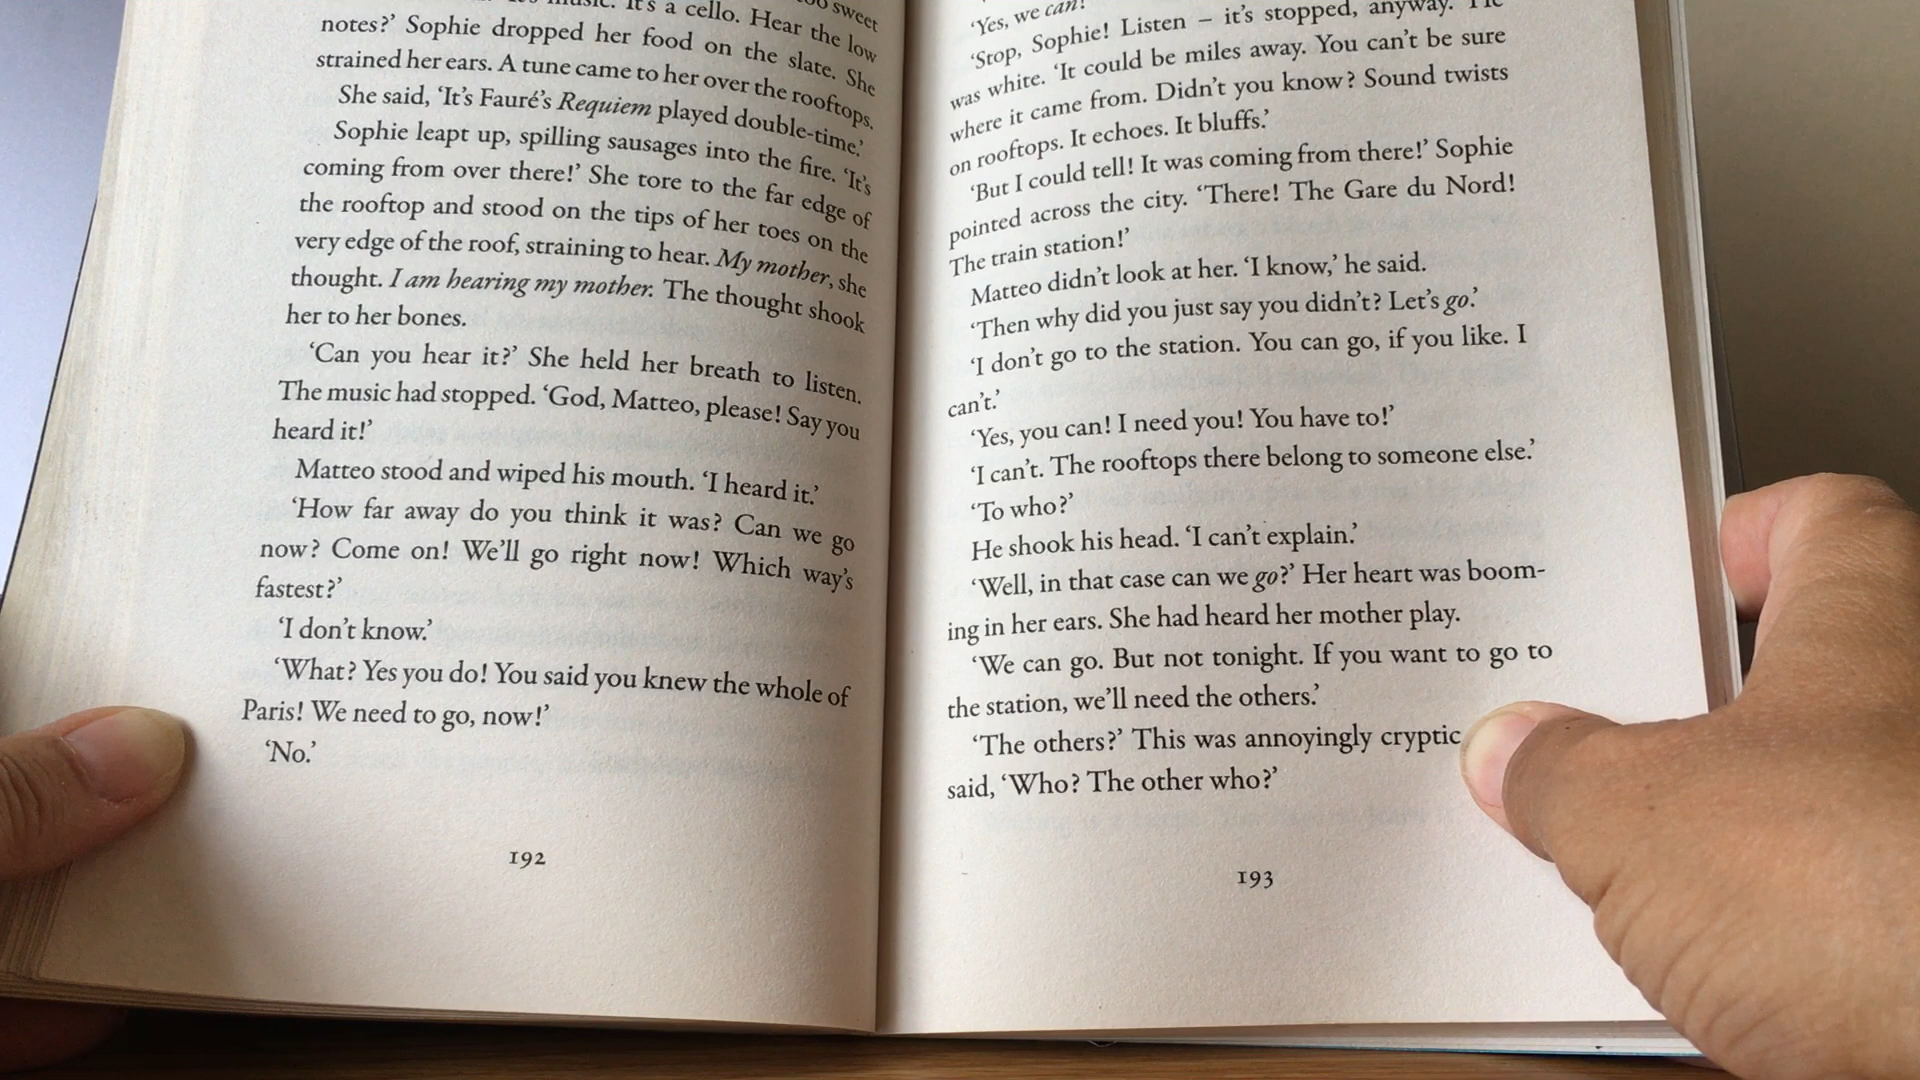 music. It's a cello. Hear the low
notes?' Sophie dropped her food on the slate. She
strained her ears. A tune came to her over the rooftops.
She said, 'It's Fauré's Requiem played double-time.'
Sophie leapt up, spilling sausages into the fire. 'It's
coming from over there!' She tore to the far edge of
the rooftop and stood on the tips of her toes on the
very edge of the roof, straining to hear. My mother, she
thought. I am hearing my mother. The thought shook
her to her bones.
'Can you hear it?' She held her breath to listen.
The music had stopped. 'God, Matteo, please! Say you
heard it!'
Matteo stood and wiped his mouth. 'I heard it.'
'How far away do you think it was? Can we go
now? Come on! We'll go right now! Which way's
fastest?'
'I don't know.'
'What? Yes you do! You said you knew the whole of
Paris! We need to go, now!'
'No.'
192
'Yes, we can!
'Stop, Sophie! Listen – it's stopped, anyway. He
was white. 'It could be miles away. You can't be sure
where it came from. Didn't you know? Sound twists
on rooftops. It echoes. It bluffs.'
'But I could tell! It was coming from there!' Sophie
pointed across the city. 'There! The Gare du Nord!
The train station!'
Matteo didn't look at her. 'I know,' he said.
'Then why did you just say you didn't? Let's go.'
'I don't go to the station. You can go, if you like. I
can't.'
'Yes, you can! I need you! You have to!'
'I can't. The rooftops there belong to someone else.'
'To who?'
He shook his head. 'I can't explain.'
'Well, in that case can we go?' Her heart was boom-
ing in her ears. She had heard her mother play.
'We can go. But not tonight. If you want to go to
the station, we'll need the others.'
'The others?' This was annoyingly cryptic
said, 'Who? The other who?'
193